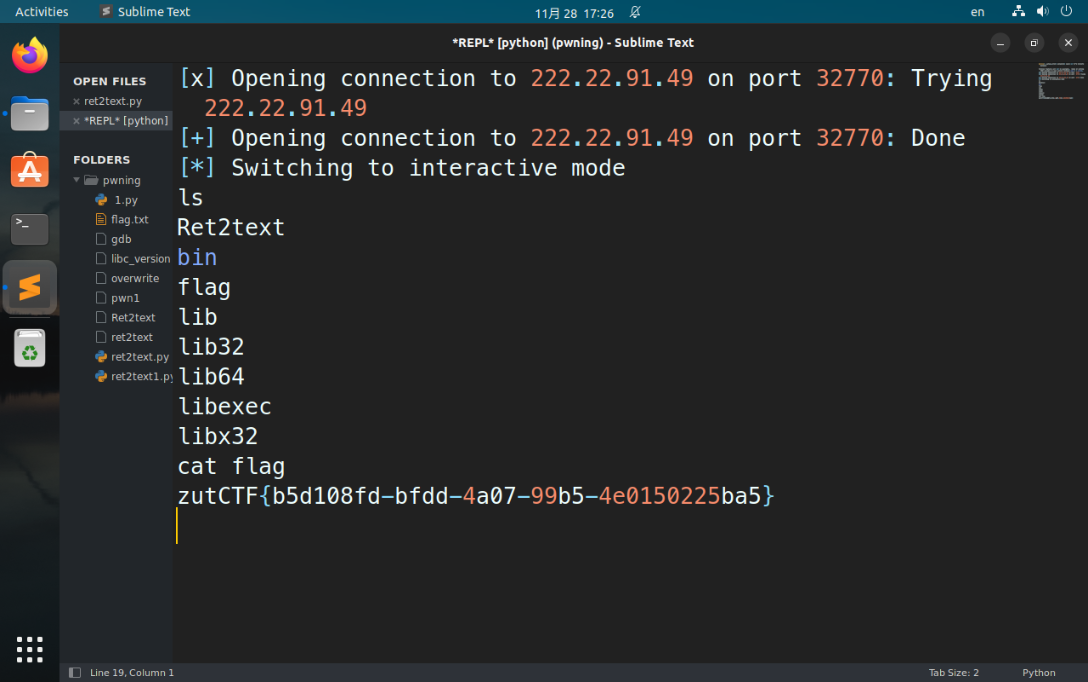 Activities
Sublime Text
11月 28 17:26
en
*REPL* [python] (pwning) - Sublime Text
OPEN FILES
ret2text.py
*REPL* [python]
FOLDERS
pwning
1.py
flag.txt
gdb
libc_version
overwrite
pwn1
Ret2text
ret2text
ret2text.py
ret2text1.py
[x] Opening connection to 222.22.91.49 on port 32770: Trying
222.22.91.49
[+] Opening connection to 222.22.91.49 on port 32770: Done
[*] Switching to interactive mode
ls
Ret2text
bin
flag
lib
lib32
lib64
libexec
libx32
cat flag
zutCTF{b5d108fd-bfdd-4a07-99b5-4e0150225ba5}
Line 19, Column 1
Tab Size: 2
Python